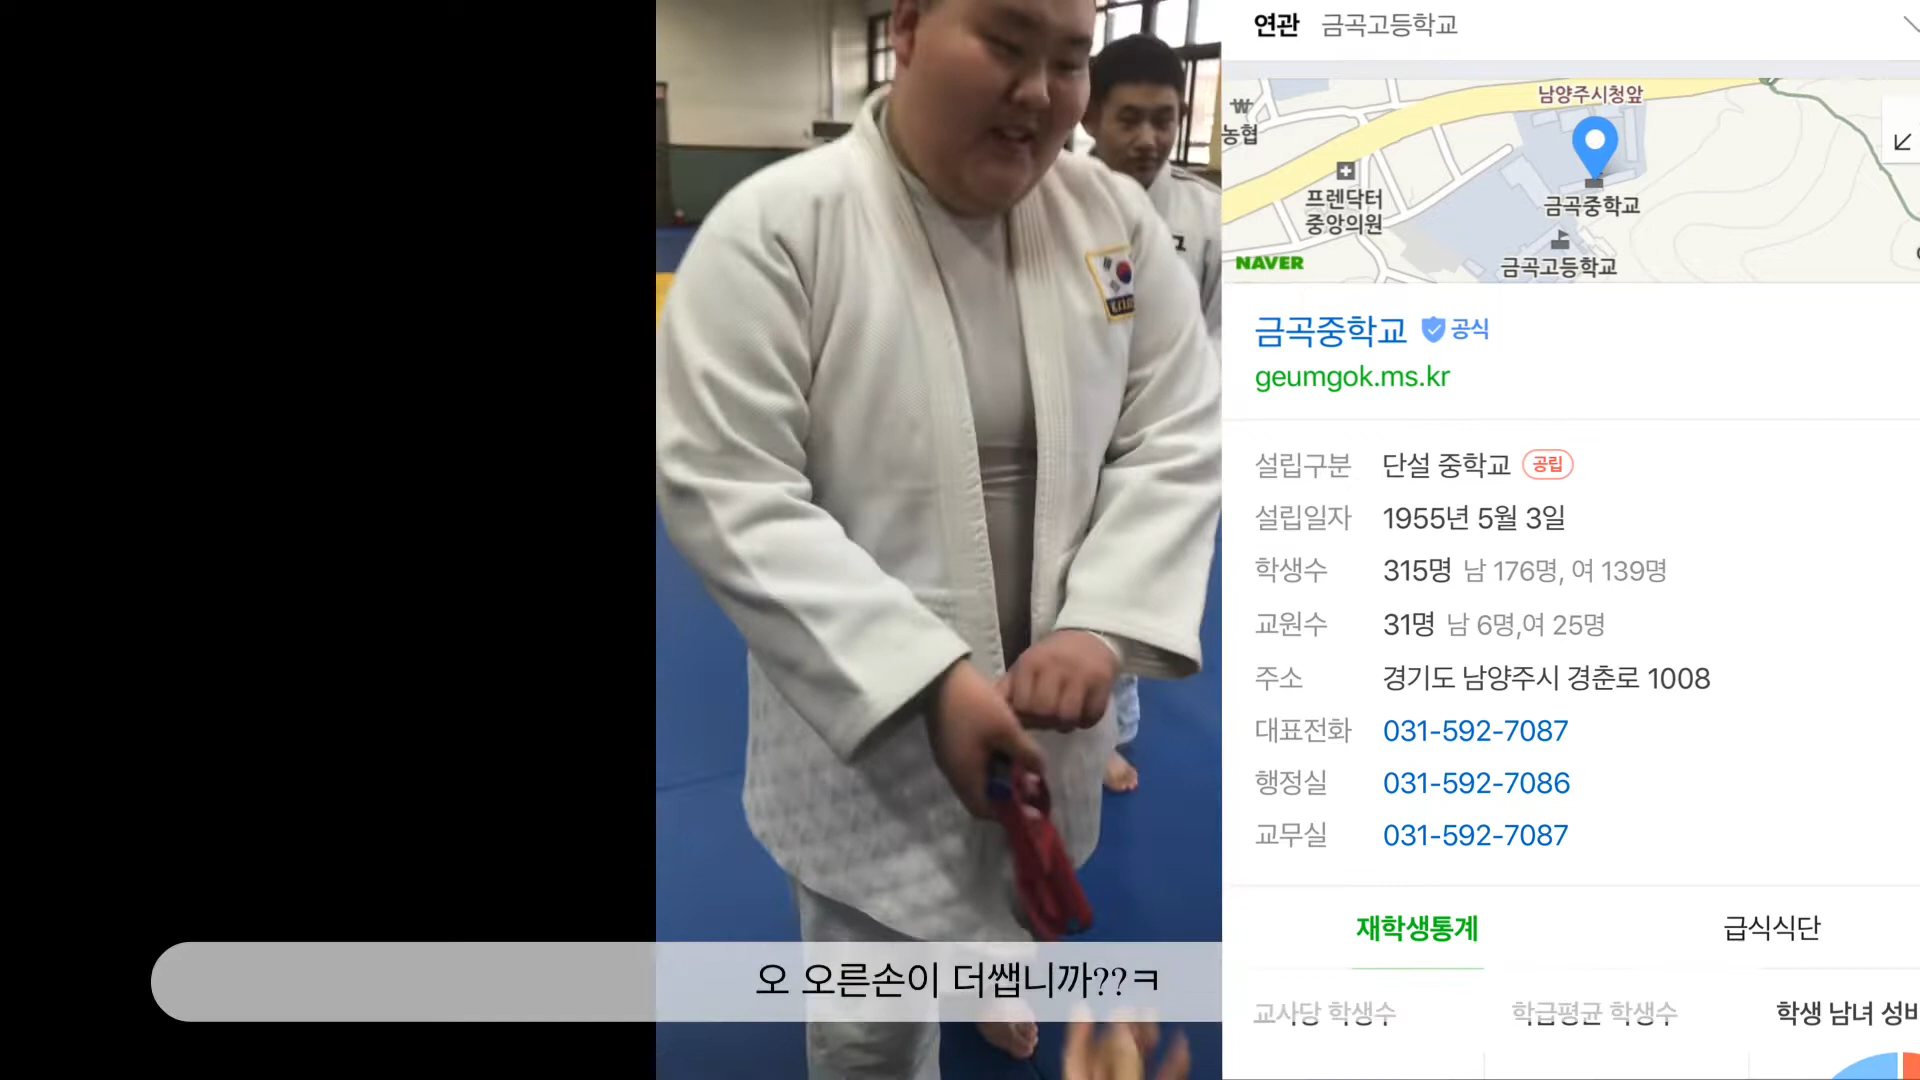 연관 금곡고등학교
남양주시청앞
농협
프렌닥터
중앙의원
금곡중학교
금곡고등학교
NAVER
금곡중학교 공식
geumgok.ms.kr
설립구분 단설 중학교 공립
설립일자 1955년 5월 3일
학생수 315명 남 176명, 여 139명
교원수 31명 남 6명,여 25명
주소 경기도 남양주시 경춘로 1008
대표전화 031-592-7087
행정실 031-592-7086
교무실 031-592-7087
재학생통계 급식식단
교사당 학생수 학급평균 학생수 학생 남녀 성비
오 오른손이 더쌥니까??ㅋ